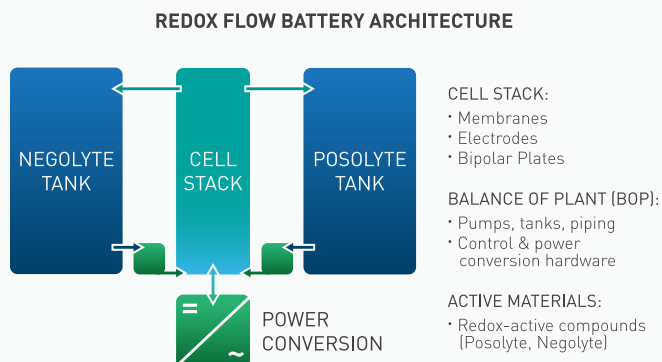 REDOX FLOW BATTERY ARCHITECTURE
NEGOLYTE
TANK
CELL
STACK
POSOLYTE
TANK
=
~
POWER
CONVERSION
CELL STACK:
• Membranes
• Electrodes
• Bipolar Plates
BALANCE OF PLANT (BOP):
• Pumps, tanks, piping
• Control & power
conversion hardware
ACTIVE MATERIALS:
• Redox-active compounds
(Posolyte, Negolyte)